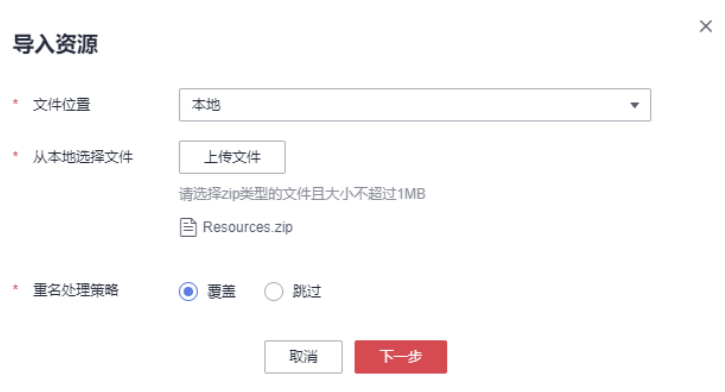 导入资源
* 文件位置 本地
* 从本地选择文件 上传文件
请选择zip类型的文件且大小不超过1MB
Resources.zip
* 重名处理策略 覆盖 跳过
取消 下一步